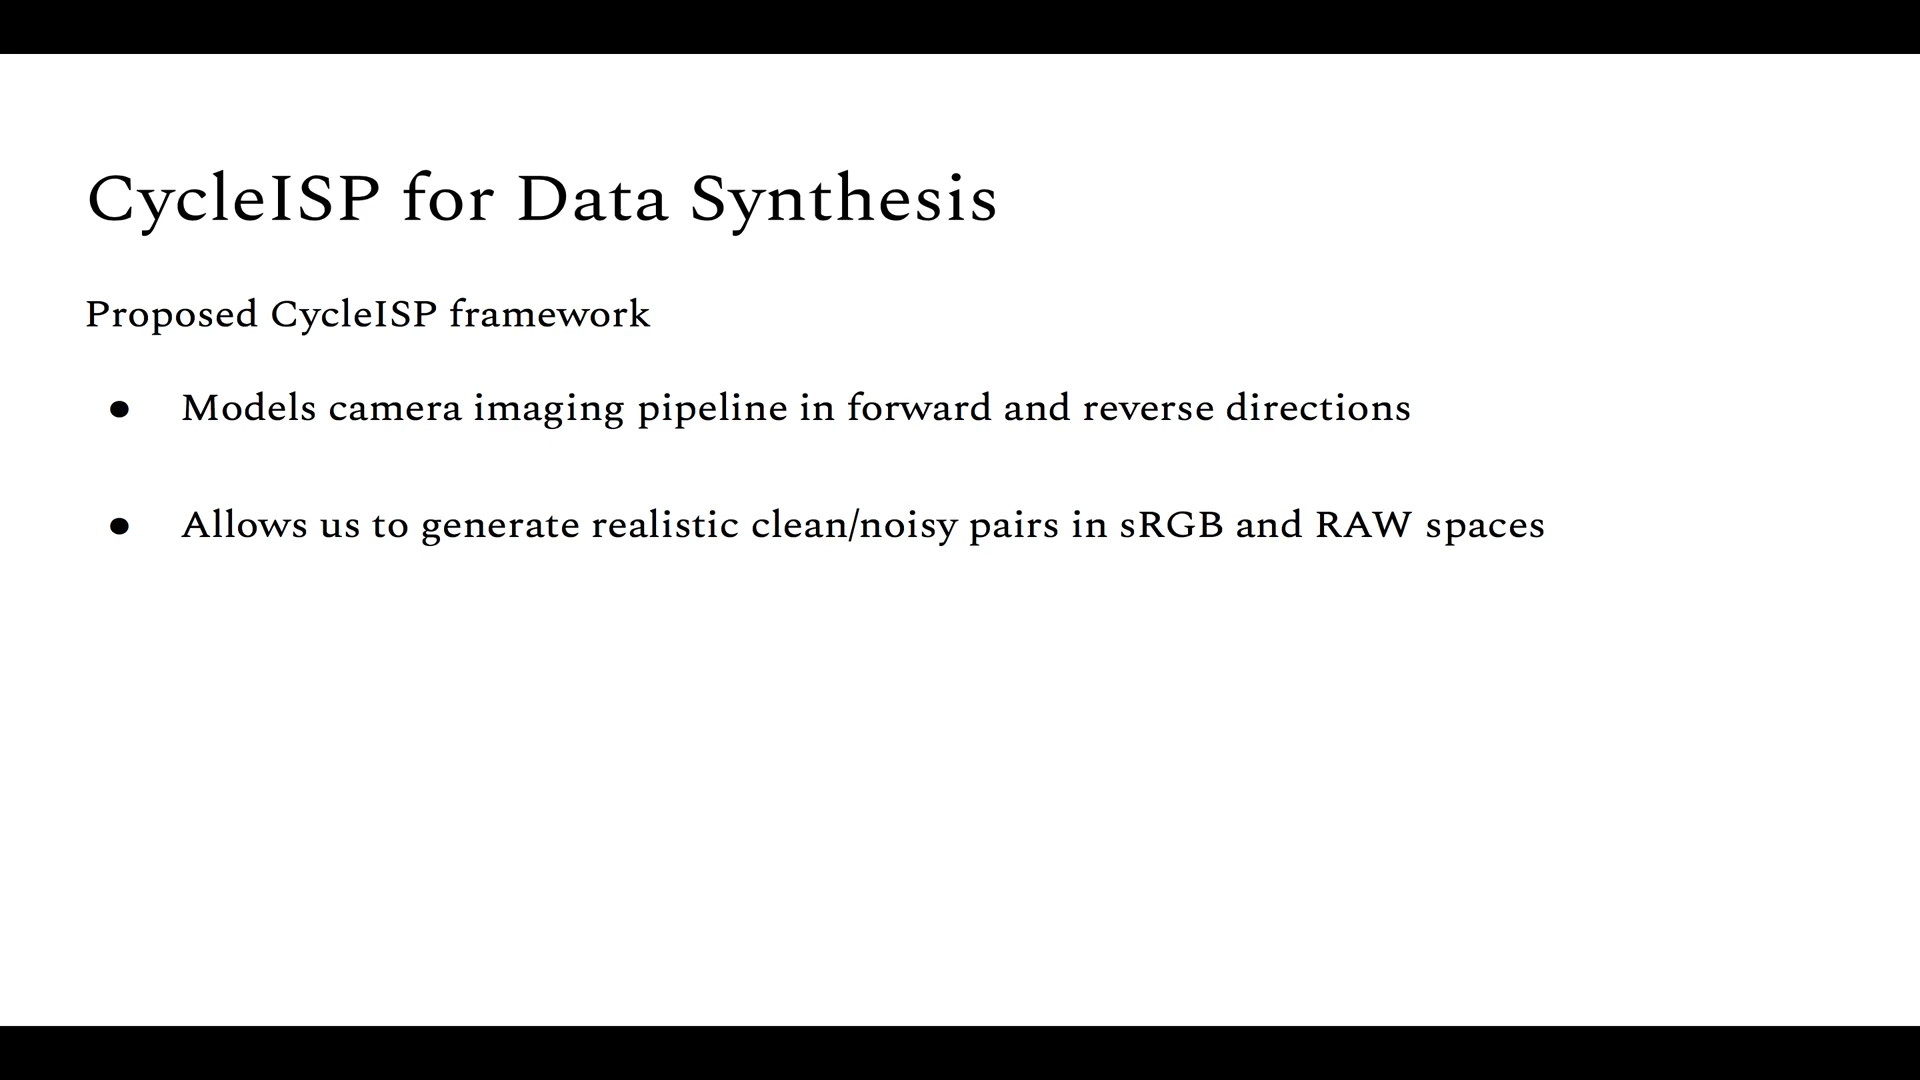 CycleISP for Data Synthesis
Proposed CycleISP framework
● Models camera imaging pipeline in forward and reverse directions
● Allows us to generate realistic clean/noisy pairs in sRGB and RAW spaces